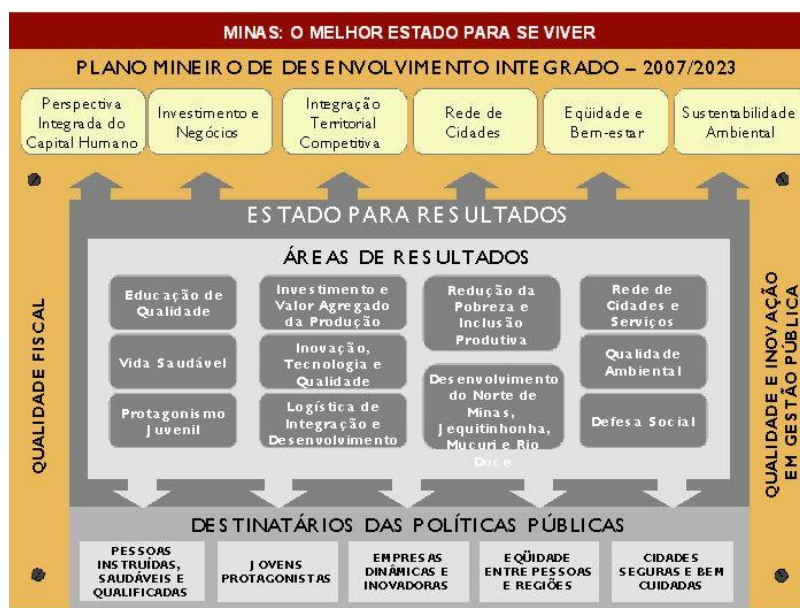 MINAS: O MELHOR ESTADO PARA SE VIVER
PLANO MINEIRO DE DESENVOLVIMENTO INTEGRADO – 2007/2023
Perspectiva
Integrada do
Capital Humano
Investimento e
Negócios
Integração
Territorial
Competitiva
Rede de
Cidades
Eqüidade e
Bem-estar
Sustentabilidade
Ambiental
ESTADO PARA RESULTADOS
ÁREAS DE RESULTADOS
Educação de
Qualidade
Investimento e
Valor Agregado
da Produção
Redução da
Pobreza e
Inclusão
Produtiva
Rede de
Cidades e
Serviços
Vida Saudável
Inovação,
Tecnologia e
Qualidade
Qualidade
Ambiental
Protagonismo
Juvenil
Logística de
Integração e
Desenvolvimento
Desenvolvimento
do Norte de
Minas,
Jequitinhonha,
Mucuri e Rio
Doce
Defesa Social
QUALIDADE FISCAL
QUALIDADE E INOVAÇÃO
EM GESTÃO PÚBLICA
DESTINATÁRIOS DAS POLÍTICAS PÚBLICAS
PESSOAS
INSTRUÍDAS,
SAUDÁVEIS E
QUALIFICADAS
JOVENS
PROTAGONISTAS
EMPRESAS
DINÂMICAS E
INOVADORAS
EQÜIDADE
ENTRE PESSOAS
E REGIÕES
CIDADES
SEGURAS E BEM
CUIDADAS